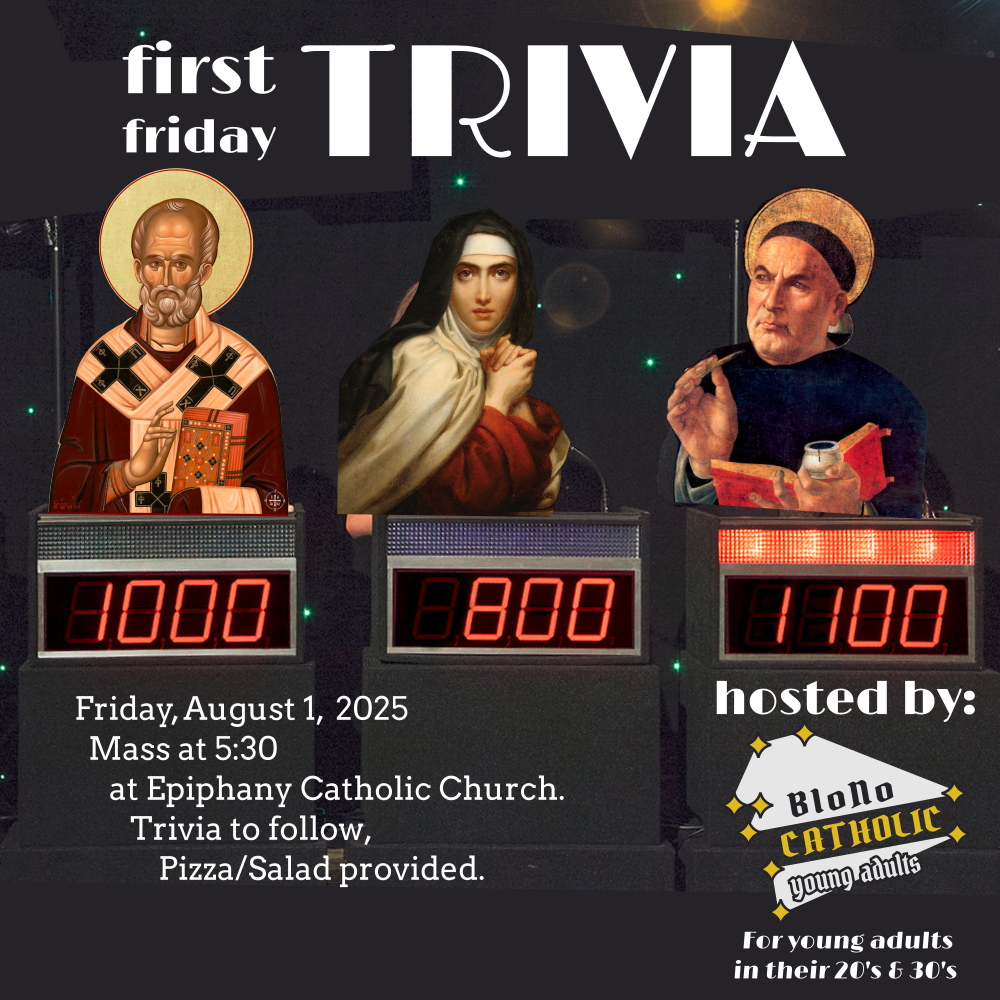 first
friday
TRIVIA
1000
800
1100
Friday, August 1, 2025
Mass at 5:30
at Epiphany Catholic Church.
Trivia to follow,
Pizza/Salad provided.
hosted by:
BloNo
CATHOLIC
young adults
For young adults
in their 20's & 30's